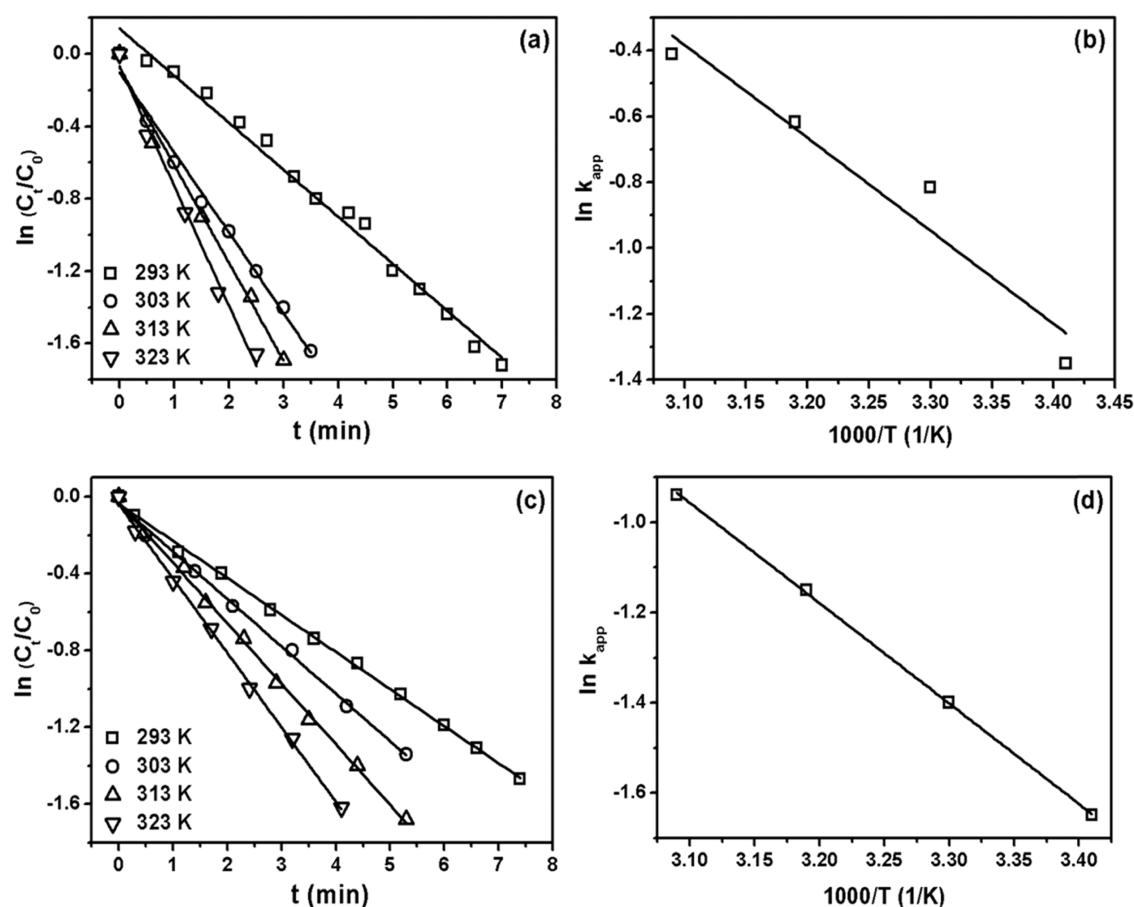 (a)
ln (Ct/C0)
0.0
-0.4
-0.8
-1.2
-1.6
293 K
303 K
313 K
323 K
0 1 2 3 4 5 6 7 8
t (min)
(b)
ln kapp
-0.4
-0.6
-0.8
-1.0
-1.2
-1.4
3.10 3.15 3.20 3.25 3.30 3.35 3.40 3.45
1000/T (1/K)
(c)
ln (Ct/C0)
0.0
-0.4
-0.8
-1.2
-1.6
293 K
303 K
313 K
323 K
0 1 2 3 4 5 6 7 8
t (min)
(d)
ln kapp
-1.0
-1.2
-1.4
-1.6
3.10 3.15 3.20 3.25 3.30 3.35 3.40
1000/T (1/K)